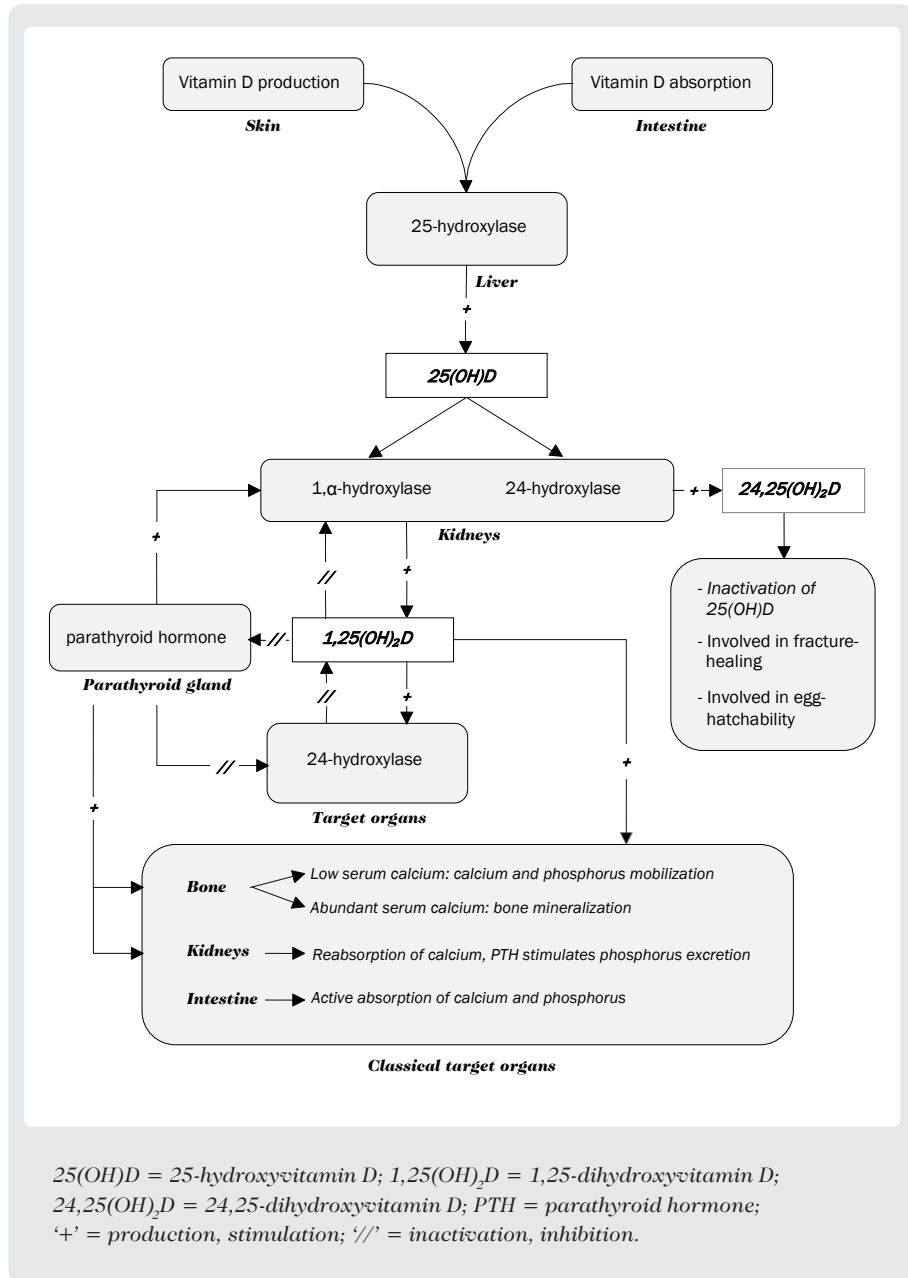 Vitamin D production
Skin
Vitamin D absorption
Intestine
25-hydroxylase
Liver
+
25(OH)D
1,α-hydroxylase
24-hydroxylase
Kidneys
+
24,25(OH)₂D
- Inactivation of
25(OH)D
- Involved in fracture-
healing
- Involved in egg-
hatchability
+
//
+
parathyroid hormone
Parathyroid gland
//
1,25(OH)₂D
//
+
//
24-hydroxylase
Target organs
+
+
Bone
Low serum calcium: calcium and phosphorus mobilization
Abundant serum calcium: bone mineralization
Kidneys
Reabsorption of calcium, PTH stimulates phosphorus excretion
Intestine
Active absorption of calcium and phosphorus
Classical target organs
25(OH)D = 25-hydroxyvitamin D; 1,25(OH)₂D = 1,25-dihydroxyvitamin D;
24,25(OH)₂D = 24,25-dihydroxyvitamin D; PTH = parathyroid hormone;
‘+’ = production, stimulation; ‘//’ = inactivation, inhibition.